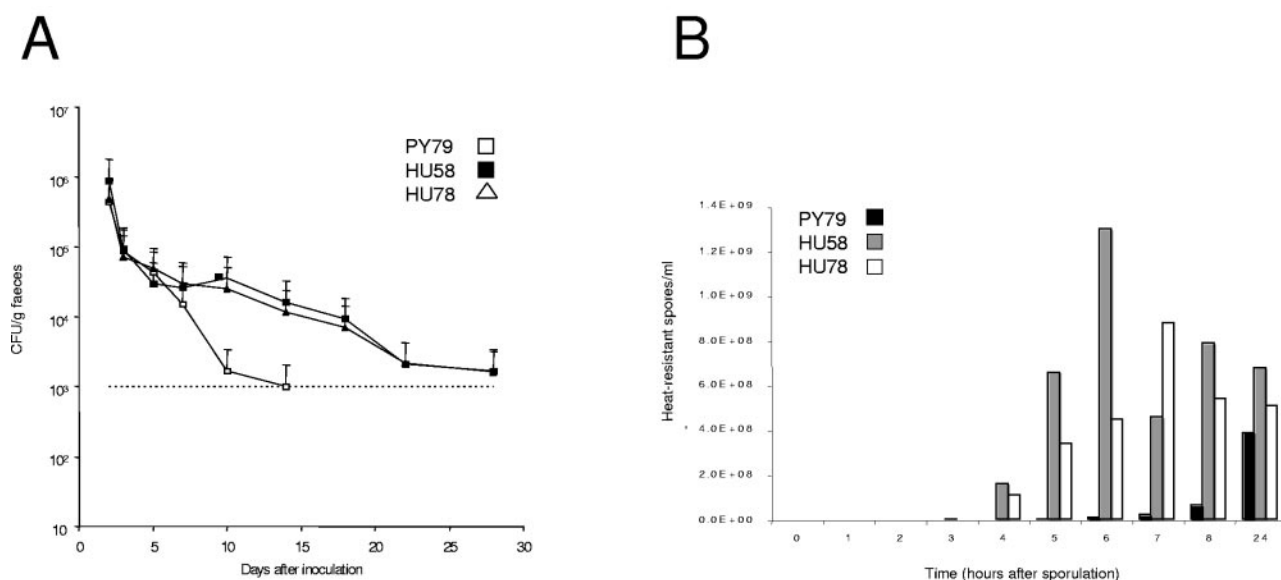 A
B
10⁷
10⁶
10⁵
10⁴
10³
10²
10
CFU/g faeces
PY79
HU58
HU78
0 5 10 15 20 25 30
Days after inoculation
1.4E+09
1.2E+09
1.0E+09
8.0E+08
6.0E+08
4.0E+08
2.0E+08
0.0E+00
Heat-resistant spores/ml
PY79
HU58
HU78
0 1 2 3 4 5 6 7 8 24
Time (hours after sporulation)